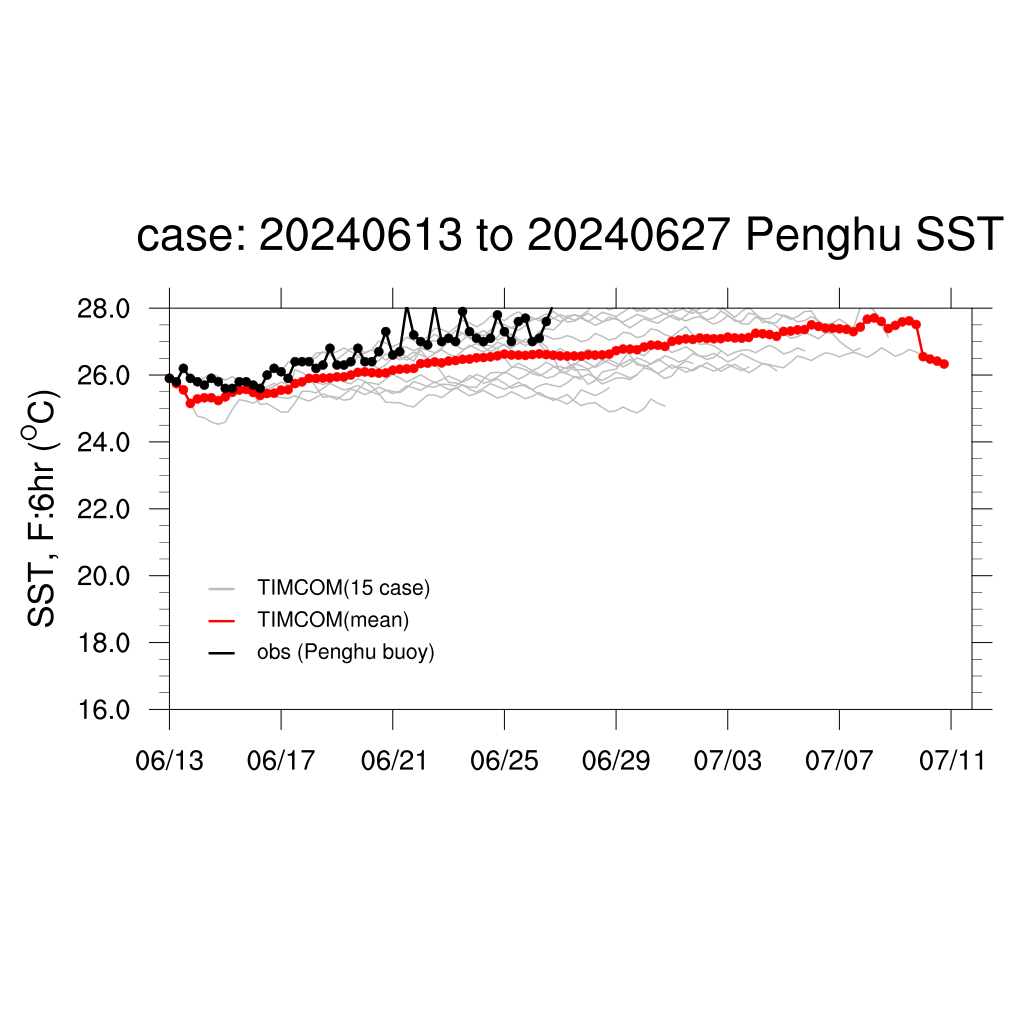 case: 20240613 to 20240627 Penghu SST
SST, F:6hr (°C)
28.0
26.0
24.0
22.0
20.0
18.0
16.0
TIMCOM(15 case)
TIMCOM(mean)
obs (Penghu buoy)
06/13 06/17 06/21 06/25 06/29 07/03 07/07 07/11